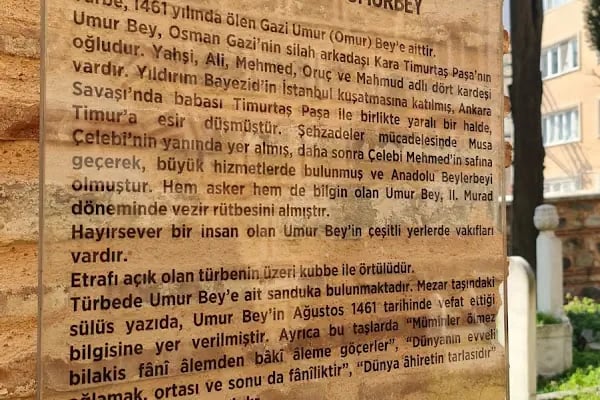 UMURBEY
Türbe, 1461 yılında ölen Gazi Umur (Omur) Bey'e aittir.
Umur Bey, Osman Gazi'nin silah arkadaşı Kara Timurtaş Paşa'nın
oğludur. Yahşi, Ali, Mehmed, Oruç ve Mahmud adlı dört kardeşi
vardır. Yıldırım Bayezid'in İstanbul kuşatmasına katılmış, Ankara
Savaşı'nda babası Timurtaş Paşa ile birlikte yaralı bir halde,
Timur'a esir düşmüştür. Şehzadeler mücadelesinde Musa
Çelebî'nin yanında yer almış, daha sonra Çelebi Mehmed'in safına
geçerek, büyük hizmetlerde bulunmuş ve Anadolu Beylerbeyi
olmuştur. Hem asker hem de bilgin olan Umur Bey, II. Murad
döneminde vezir rütbesini almıştır.
Hayırsever bir insan olan Umur Bey'in çeşitli yerlerde vakıfları
vardır.
Etrafı açık olan türbenin üzeri kubbe ile örtülüdür.
Türbede Umur Bey'e ait sanduka bulunmaktadır. Mezar taşındaki
sülüs yazıda, Umur Bey'in Ağustos 1461 tarihinde vefat ettiği
bilgisine yer verilmiştir. Ayrıca bu taşlarda “Müminler ölmez
bilakis fânî âlemden bâkî âleme göçerler”, “Dünyanın evveli
ağlamak, ortası ve sonu da fânîliktir”, “Dünya âhiretin tarlasıdır”